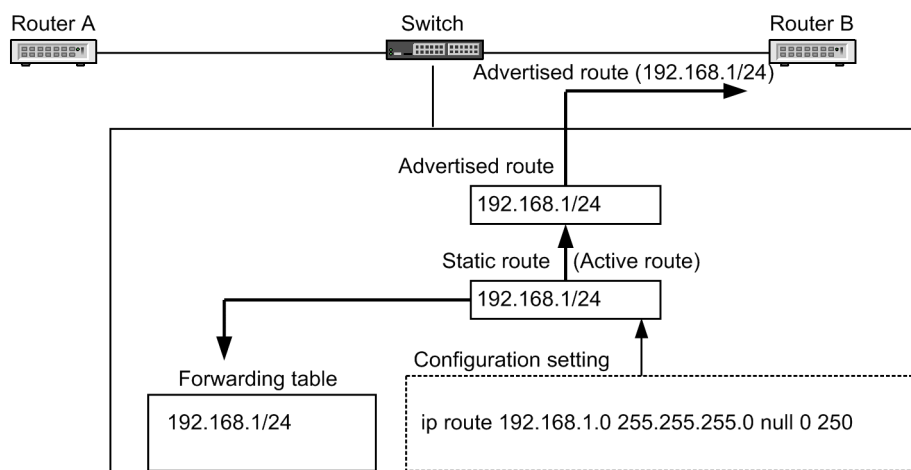 Router A
Switch
Router B
Advertised route (192.168.1/24)
Advertised route
192.168.1/24
Static route (Active route)
192.168.1/24
Configuration setting
Forwarding table
192.168.1/24
ip route 192.168.1.0 255.255.255.0 null 0 250